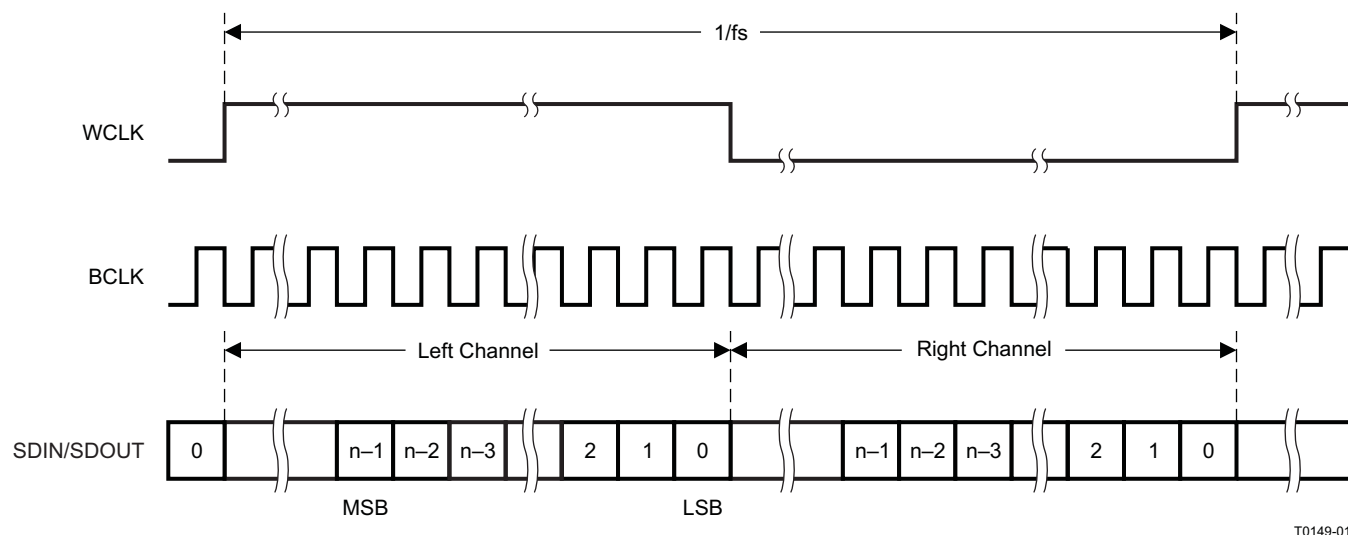 1/fs
WCLK
BCLK
Left Channel
Right Channel
SDIN/SDOUT
0
n–1
n–2
n–3
2
1
0
n–1
n–2
n–3
2
1
0
MSB
LSB
T0149-01